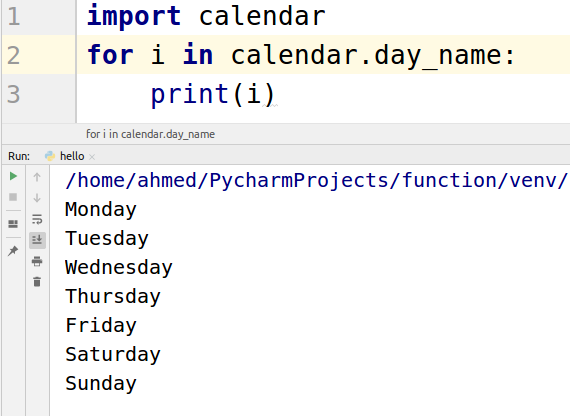 1 import calendar
2 for i in calendar.day_name:
3     print(i)
for i in calendar.day_name
Run: hello ×
/home/ahmed/PycharmProjects/function/venv/
Monday
Tuesday
Wednesday
Thursday
Friday
Saturday
Sunday